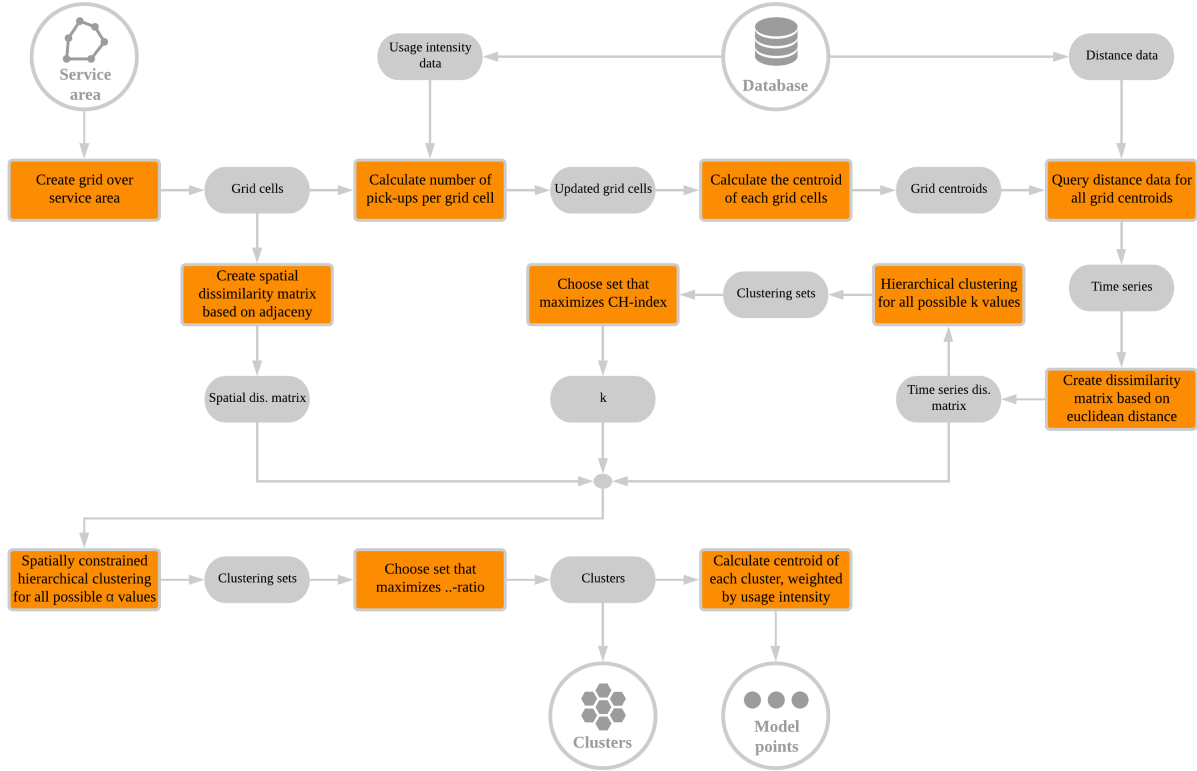 Service
area
Usage intensity
data
Database
Distance data
Create grid over
service area
Grid cells
Calculate number of
pick-ups per grid cell
Updated grid cells
Calculate the centroid
of each grid cells
Grid centroids
Query distance data for
all grid centroids
Create spatial
dissimilarity matrix
based on adjaceny
Choose set that
maximizes CH-index
Clustering sets
Hierarchical clustering
for all possible k values
Time series
Spatial dis. matrix
k
Time series dis.
matrix
Create dissimilarity
matrix based on
euclidean distance
Spatially constrained
hierarchical clustering
for all possible α values
Clustering sets
Choose set that
maximizes ..-ratio
Clusters
Calculate centroid of
each cluster, weighted
by usage intensity
Clusters
Model
points